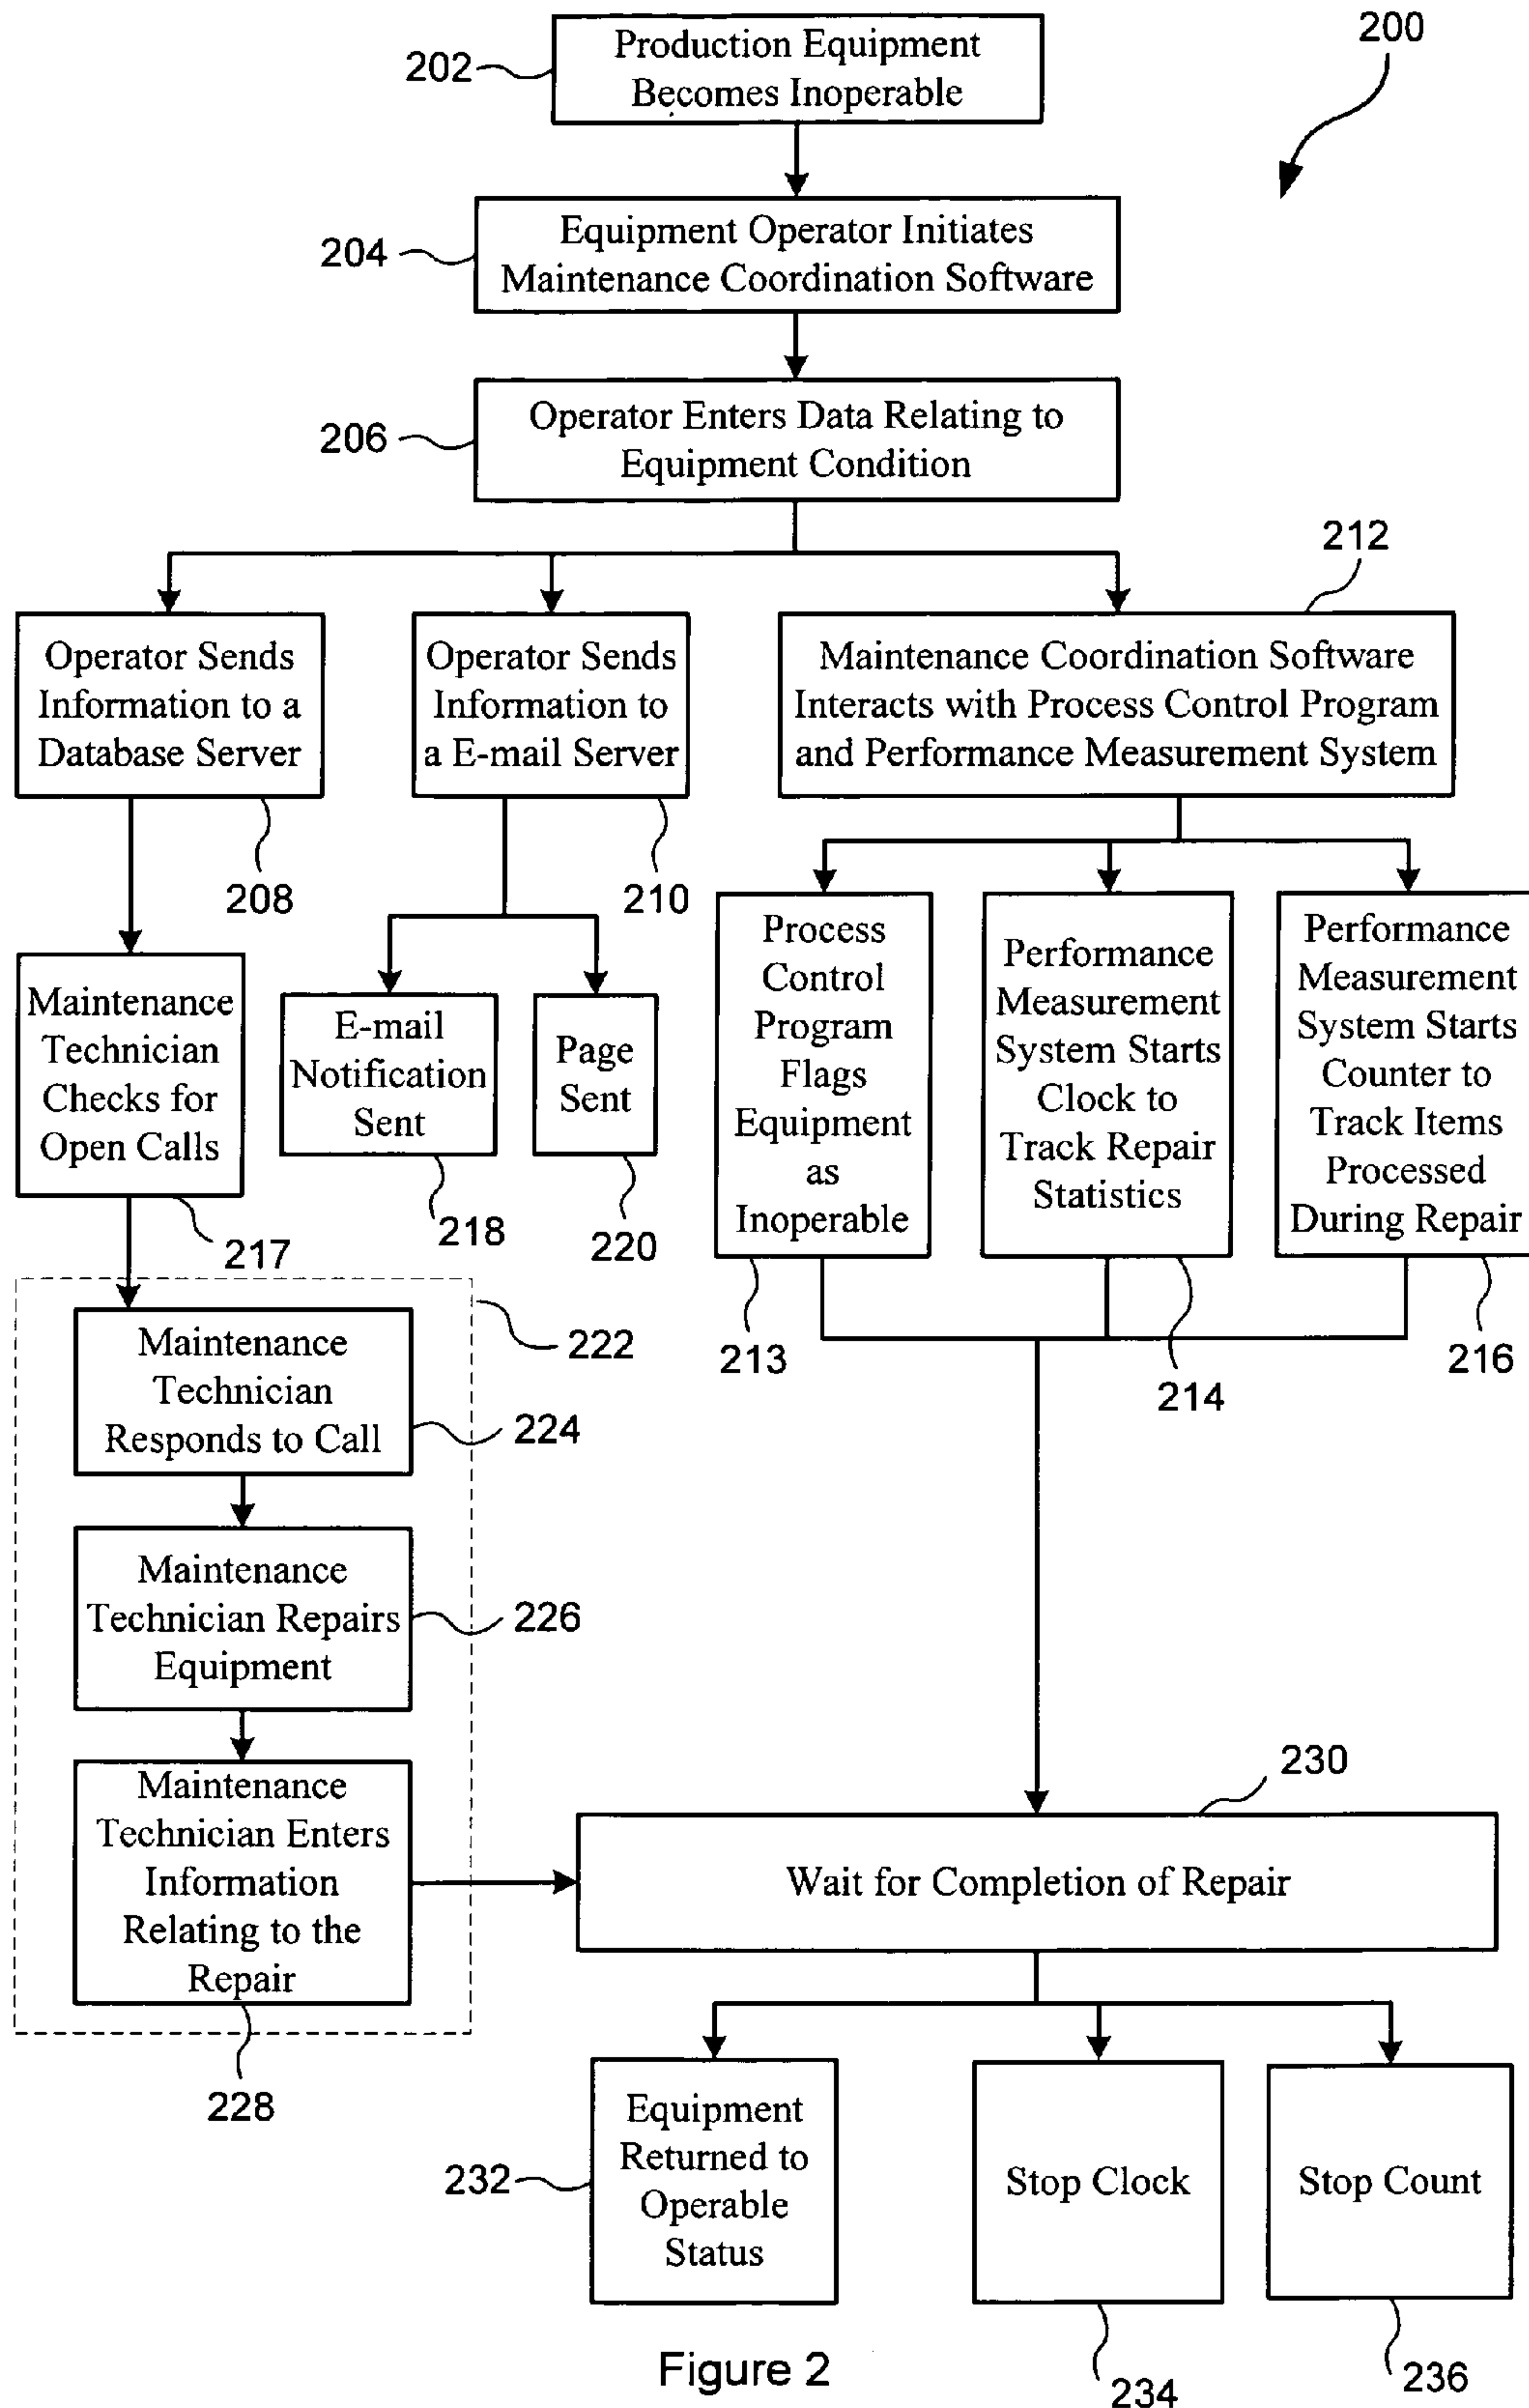 200
Production Equipment
Becomes Inoperable
202
Equipment Operator Initiates
Maintenance Coordination Software
204
Operator Enters Data Relating to
Equipment Condition
206
212
Operator Sends
Information to a
Database Server
208
Operator Sends
Information to
a E-mail Server
210
Maintenance Coordination Software
Interacts with Process Control Program
and Performance Measurement System
Maintenance
Technician
Checks for
Open Calls
217
E-mail
Notification
Sent
218
Page
Sent
220
Process
Control
Program
Flags
Equipment
as
Inoperable
213
Performance
Measurement
System Starts
Clock to
Track Repair
Statistics
214
Performance
Measurement
System Starts
Counter to
Track Items
Processed
During Repair
216
222
Maintenance
Technician
Responds to Call
224
Maintenance
Technician Repairs
Equipment
226
Maintenance
Technician Enters
Information
Relating to the
Repair
228
230
Wait for Completion of Repair
Equipment
Returned to
Operable
Status
232
Stop Clock
234
Stop Count
236
Figure 2